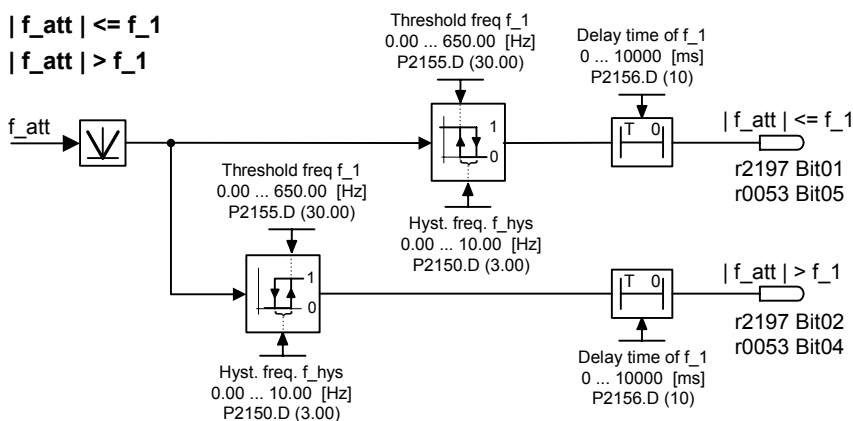 | f_att | <= f_1
| f_att | > f_1
Threshold freq f_1
0.00 ... 650.00 [Hz]
P2155.D (30.00)
Delay time of f_1
0 ... 10000 [ms]
P2156.D (10)
f_att
1
0
T 0
| f_att | <= f_1
r2197 Bit01
r0053 Bit05
Threshold freq f_1
0.00 ... 650.00 [Hz]
P2155.D (30.00)
Hyst. freq. f_hys
0.00 ... 10.00 [Hz]
P2150.D (3.00)
1
0
T 0
| f_att | > f_1
r2197 Bit02
r0053 Bit04
Hyst. freq. f_hys
0.00 ... 10.00 [Hz]
P2150.D (3.00)
Delay time of f_1
0 ... 10000 [ms]
P2156.D (10)